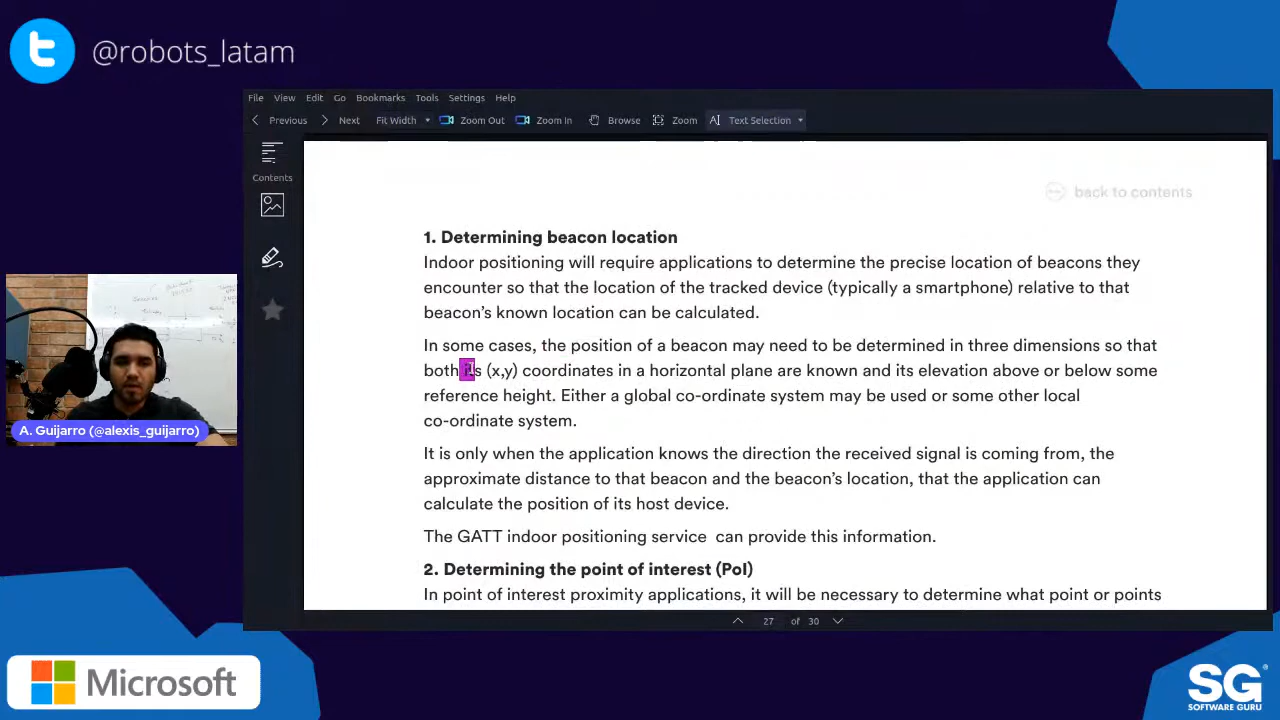 @robots_latam
File View Edit Go Bookmarks Tools Settings Help
Previous Next Fit Width Zoom Out Zoom In Browse Zoom Text Selection
Contents
back to contents
1. Determining beacon location
Indoor positioning will require applications to determine the precise location of beacons they
encounter so that the location of the tracked device (typically a smartphone) relative to that
beacon's known location can be calculated.
In some cases, the position of a beacon may need to be determined in three dimensions so that
both its (x,y) coordinates in a horizontal plane are known and its elevation above or below some
reference height. Either a global co-ordinate system may be used or some other local
co-ordinate system.
It is only when the application knows the direction the received signal is coming from, the
approximate distance to that beacon and the beacon's location, that the application can
calculate the position of its host device.
The GATT indoor positioning service can provide this information.
2. Determining the point of interest (PoI)
In point of interest proximity applications, it will be necessary to determine what point or points
27 of 30
A. Guijarro (@alexis_guijarro)
Microsoft
SG
SOFTWARE GURU